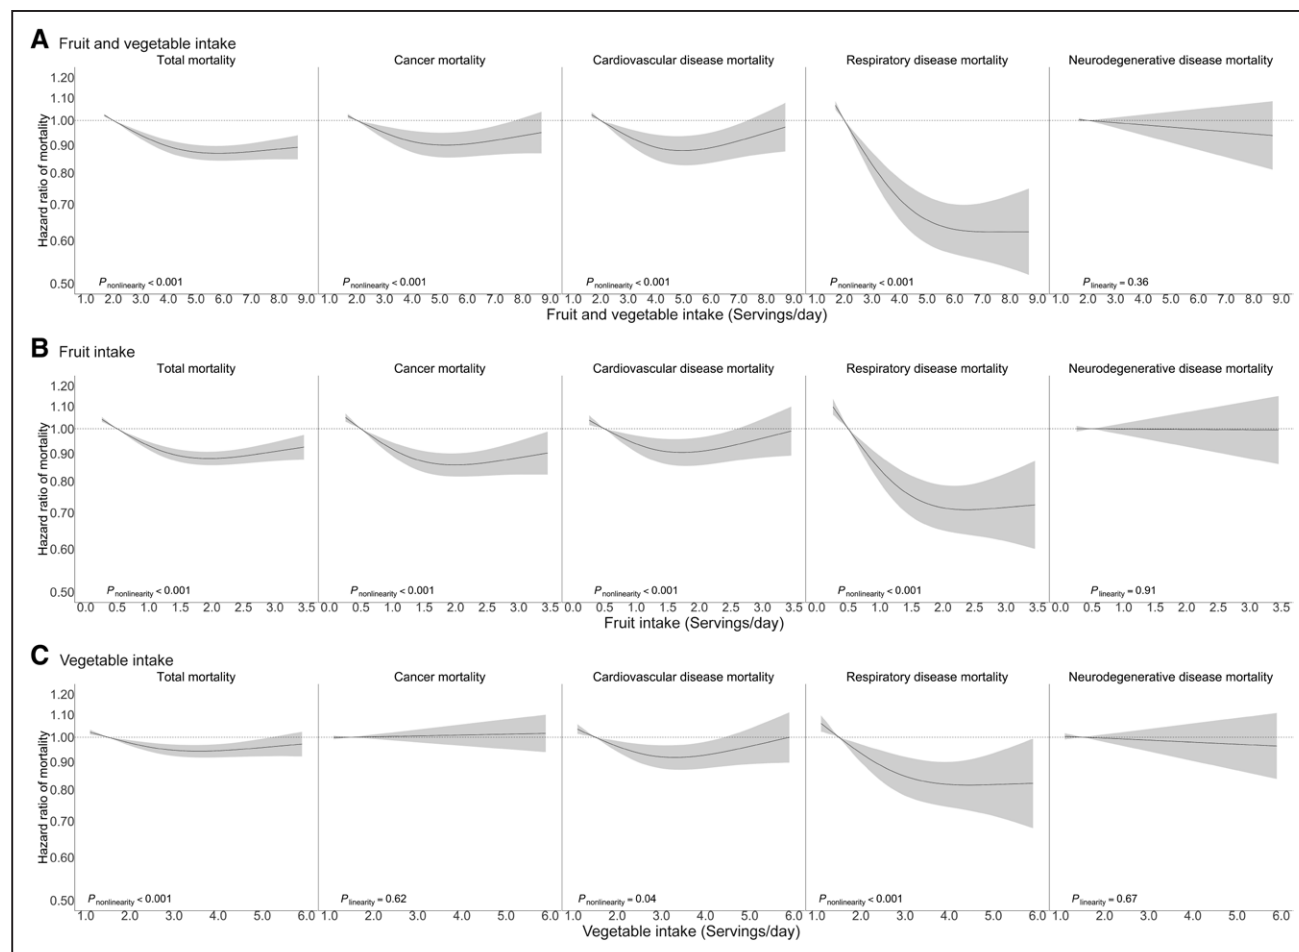 A Fruit and vegetable intake
Total mortality Cancer mortality Cardiovascular disease mortality Respiratory disease mortality Neurodegenerative disease mortality
Hazard ratio of mortality
1.20
1.10
1.00
0.90
0.80
0.70
0.60
0.50
P nonlinearity < 0.001 P nonlinearity < 0.001 P nonlinearity < 0.001 P nonlinearity < 0.001 P linearity = 0.36
1.0 2.0 3.0 4.0 5.0 6.0 7.0 8.0 9.0 1.0 2.0 3.0 4.0 5.0 6.0 7.0 8.0 9.0 1.0 2.0 3.0 4.0 5.0 6.0 7.0 8.0 9.0 1.0 2.0 3.0 4.0 5.0 6.0 7.0 8.0 9.0 1.0 2.0 3.0 4.0 5.0 6.0 7.0 8.0 9.0
Fruit and vegetable intake (Servings/day)
B Fruit intake
Total mortality Cancer mortality Cardiovascular disease mortality Respiratory disease mortality Neurodegenerative disease mortality
Hazard ratio of mortality
1.20
1.10
1.00
0.90
0.80
0.70
0.60
0.50
P nonlinearity < 0.001 P nonlinearity < 0.001 P nonlinearity < 0.001 P nonlinearity < 0.001 P linearity = 0.91
0.0 0.5 1.0 1.5 2.0 2.5 3.0 3.5 0.0 0.5 1.0 1.5 2.0 2.5 3.0 3.5 0.0 0.5 1.0 1.5 2.0 2.5 3.0 3.5 0.0 0.5 1.0 1.5 2.0 2.5 3.0 3.5 0.0 0.5 1.0 1.5 2.0 2.5 3.0 3.5
Fruit intake (Servings/day)
C Vegetable intake
Total mortality Cancer mortality Cardiovascular disease mortality Respiratory disease mortality Neurodegenerative disease mortality
Hazard ratio of mortality
1.20
1.10
1.00
0.90
0.80
0.70
0.60
0.50
P nonlinearity < 0.001 P linearity = 0.62 P nonlinearity = 0.04 P nonlinearity < 0.001 P linearity = 0.67
1.0 2.0 3.0 4.0 5.0 6.0 1.0 2.0 3.0 4.0 5.0 6.0 1.0 2.0 3.0 4.0 5.0 6.0 1.0 2.0 3.0 4.0 5.0 6.0 1.0 2.0 3.0 4.0 5.0 6.0
Vegetable intake (Servings/day)